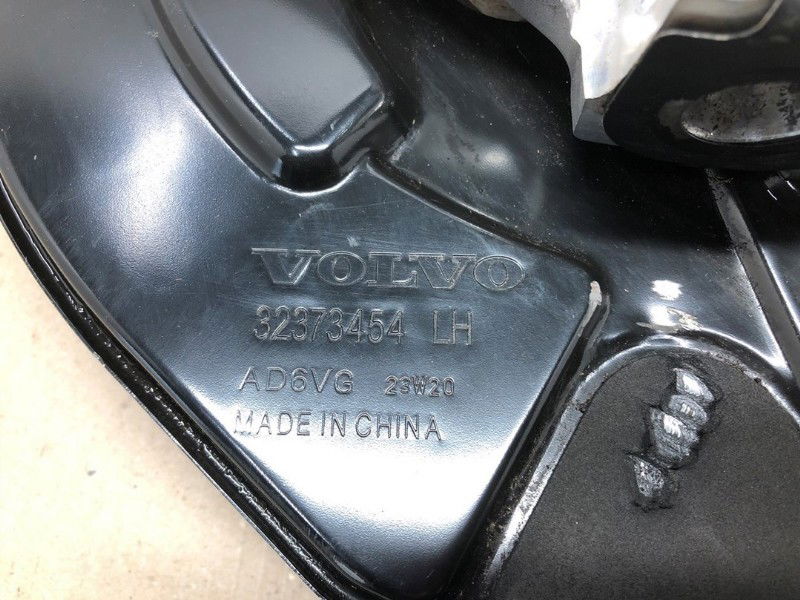 VOLVO
32373454 LH
AD6VG 23W20
MADE IN CHINA